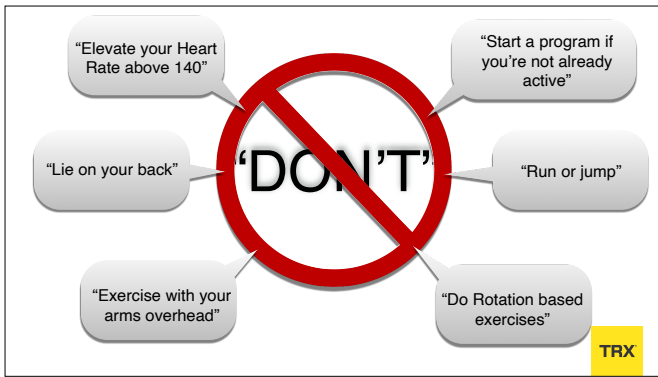 “Elevate your Heart
Rate above 140”
“Start a program if
you’re not already
active”
“Lie on your back”
“DON’T”
“Run or jump”
“Exercise with your
arms overhead”
“Do Rotation based
exercises”
TRX